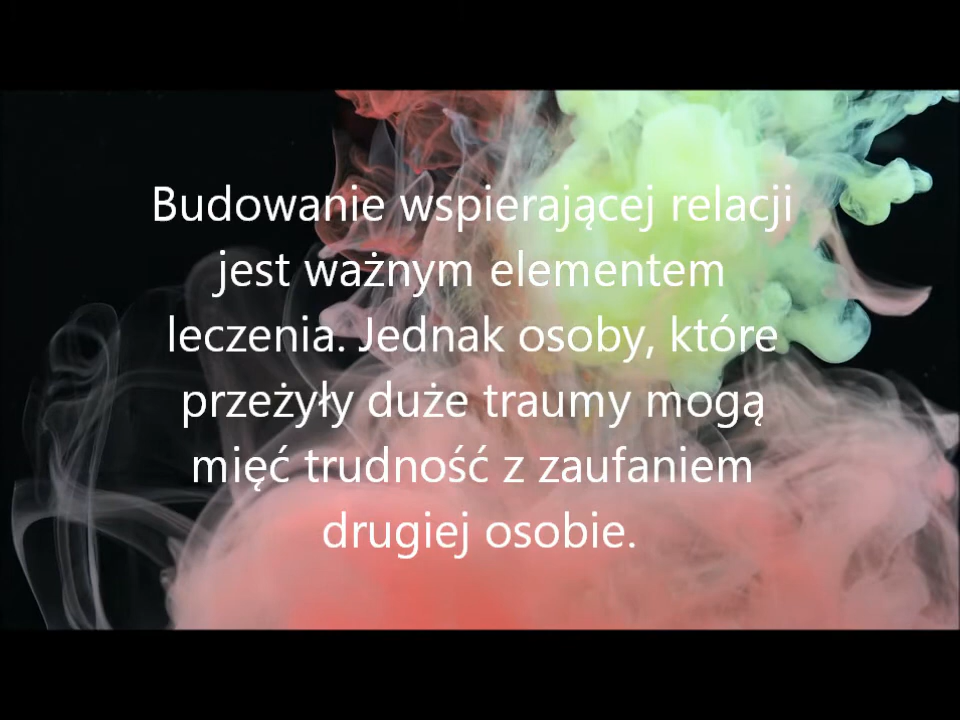 Budowanie wspierającej relacji
jest ważnym elementem
leczenia. Jednak osoby, które
przeżyły duże traumy mogą
mięć trudność z zaufaniem
drugiej osobie.